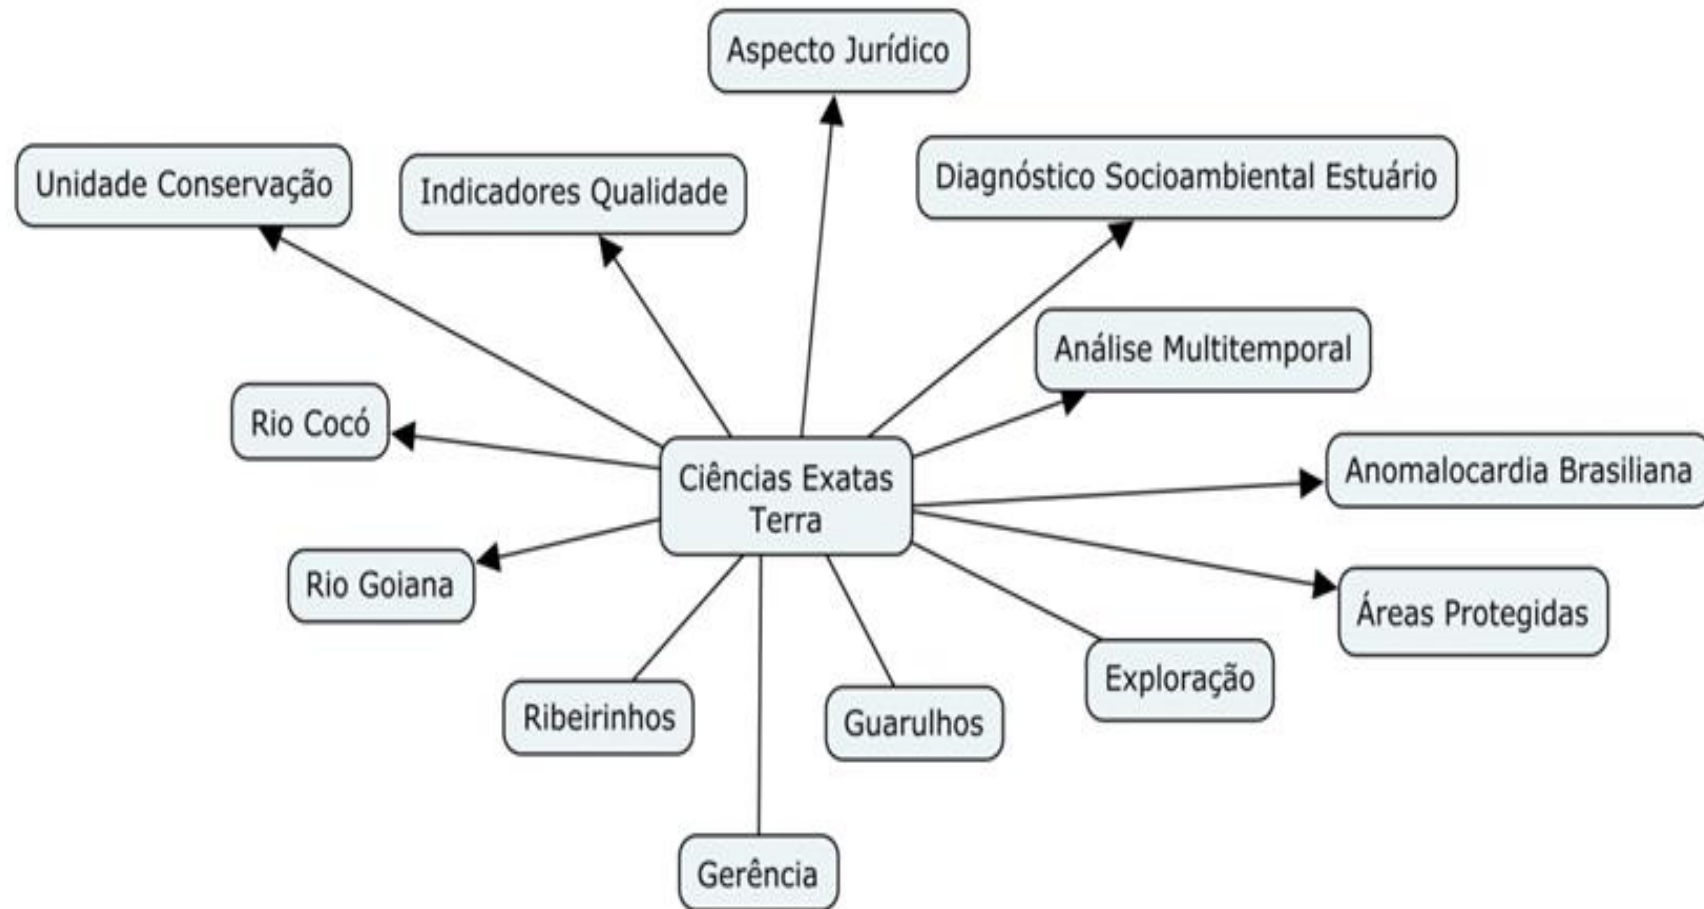 Aspecto Jurídico
Unidade Conservação
Indicadores Qualidade
Diagnóstico Socioambiental Estuário
Análise Multitemporal
Rio Cocó
Ciências Exatas
Terra
Anomalocardia Brasiliana
Rio Goiana
Áreas Protegidas
Exploração
Ribeirinhos
Guarulhos
Gerência